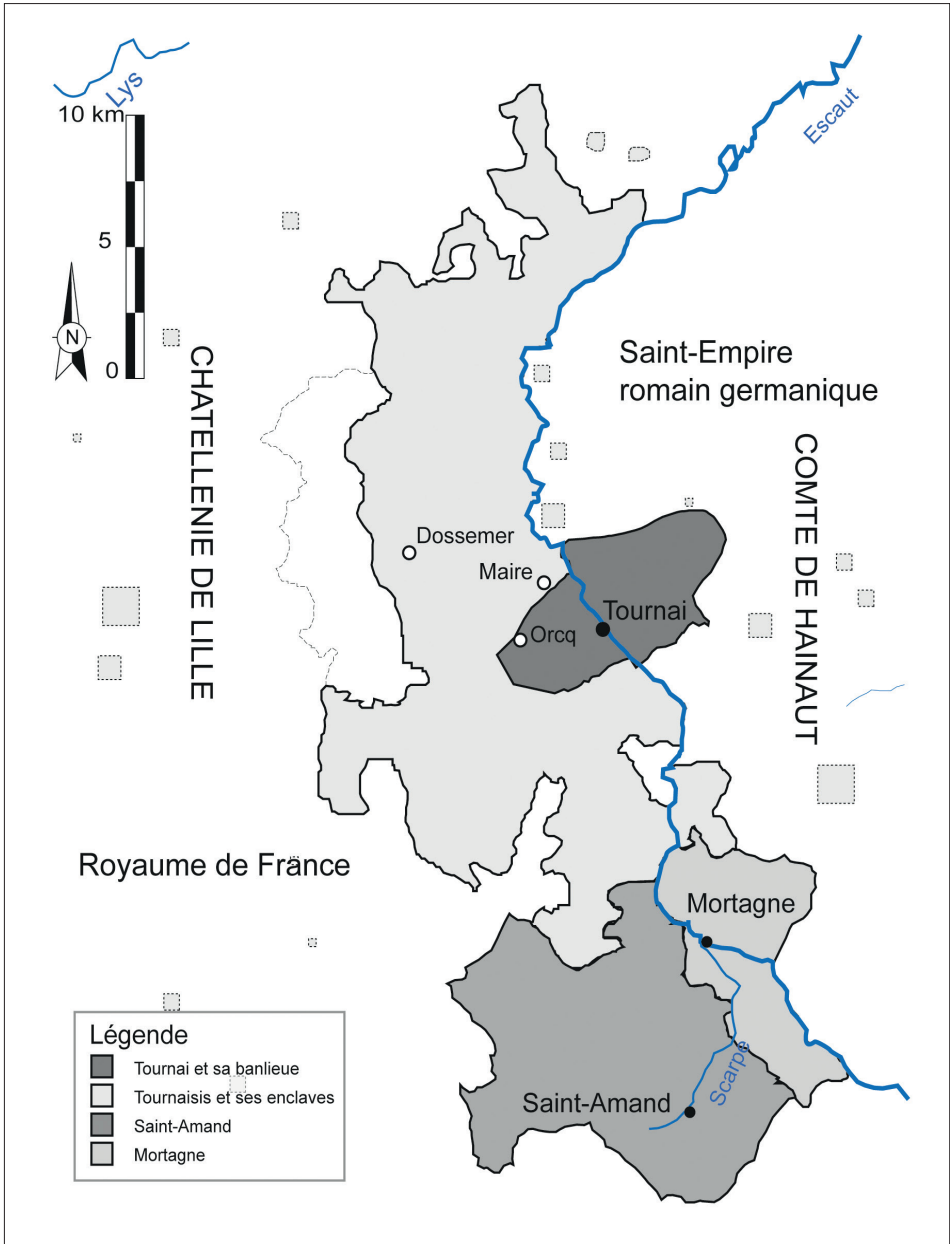 Lys
10 km
5
0
N
Escaut
Saint-Empire
romain germanique
CHATELLENIE DE LILLE
COMTE DE HAINAUT
Dossemer
Maire
Tournai
Orcq
Royaume de France
Mortagne
Scarpe
Saint-Amand
Légende
Tournai et sa banlieue
Tournaisis et ses enclaves
Saint-Amand
Mortagne